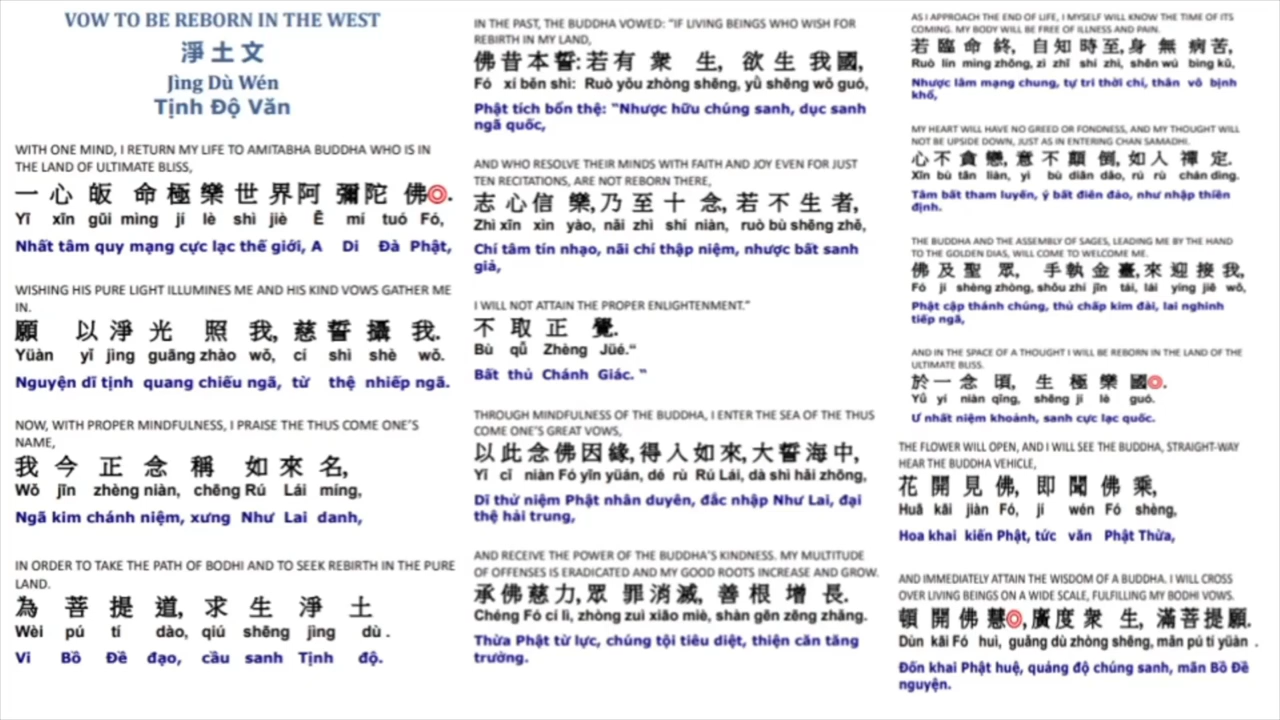 VOW TO BE REBORN IN THE WEST
淨土文
Jìng Dù Wén
Tịnh Độ Văn
WITH ONE MIND, I RETURN MY LIFE TO AMITABHA BUDDHA WHO IS IN
THE LAND OF ULTIMATE BLISS,
一 心 皈 命 極 樂 世 界 阿 彌 陀 佛.
Yī xīn gūi mìng jí lè shì jiè Ē mí tuó Fó,
Nhất tâm quy mạng cực lạc thế giới, A Di Đà Phật,
WISHING HIS PURE LIGHT ILLUMINES ME AND HIS KIND VOWS GATHER ME
IN.
願 以 淨 光 照 我, 慈 誓 攝 我.
Yüàn yǐ jìng guāng zhào wǒ, cí shì shè wǒ.
Nguyện dĩ tịnh quang chiếu ngã, từ thệ nhiếp ngã.
NOW, WITH PROPER MINDFULNESS, I PRAISE THE THUS COME ONE'S
NAME,
我 今 正 念 稱 如 來 名,
Wǒ jīn zhèng niàn, chēng Rú Lái míng,
Ngã kim chánh niệm, xưng Như Lai danh,
IN ORDER TO TAKE THE PATH OF BODHI AND TO SEEK REBIRTH IN THE PURE
LAND.
為 菩 提 道, 求 生 淨 土
Wèi pú tí dào, qiú shēng jìng dù .
Vi Bồ Đề đạo, cầu sanh Tịnh độ.
IN THE PAST, THE BUDDHA VOWED: "IF LIVING BEINGS WHO WISH FOR
REBIRTH IN MY LAND,
佛 昔 本 誓: 若 有 衆 生, 欲 生 我 國,
Fó xí běn shì: Ruò yǒu zhòng shēng, yǜ shēng wǒ guó,
Phật tích bổn thệ: "Nhược hữu chúng sanh, dục sanh
ngã quốc,
AND WHO RESOLVE THEIR MINDS WITH FAITH AND JOY EVEN FOR JUST
TEN RECITATIONS, ARE NOT REBORN THERE,
志 心 信 樂, 乃 至 十 念, 若 不 生 者,
Zhì xīn xìn yào, nǎi zhì shí niàn, ruò bù shēng zhě,
Chí tâm tín nhạo, nãi chí thập niệm, nhược bất sanh
giả,
I WILL NOT ATTAIN THE PROPER ENLIGHTENMENT."
不 取 正 覺.
Bù qǚ Zhèng Jüé."
Bất thủ Chánh Giác. "
THROUGH MINDFULNESS OF THE BUDDHA, I ENTER THE SEA OF THE THUS
COME ONE'S GREAT VOWS,
以 此 念 佛 因 緣, 得 入 如 來, 大 誓 海 中,
Yǐ cǐ niàn Fó yīn yüán, dé rù Rú Lái, dà shì hǎi zhōng,
Dĩ thử niệm Phật nhân duyên, đắc nhập Như Lai, đại
thệ hải trung,
AND RECEIVE THE POWER OF THE BUDDHA'S KINDNESS. MY MULTITUDE
OF OFFENSES IS ERADICATED AND MY GOOD ROOTS INCREASE AND GROW.
承 佛 慈 力, 眾 罪 消 滅, 善 根 增 長.
Chéng Fó cí lì, zhòng zuì xiāo miè, shàn gēn zēng zhǎng.
Thừa Phật từ lực, chúng tội tiêu diệt, thiện căn tăng
trưởng.
AS I APPROACH THE END OF LIFE, I MYSELF WILL KNOW THE TIME OF ITS
COMING. MY BODY WILL BE FREE OF ILLNESS AND PAIN.
若 臨 命 終, 自 知 時 至, 身 無 病 苦,
Ruò lín mìng zhōng, zì zhī shí zhì, shēn wú bìng kǔ,
Nhược lâm mạng chung, tự tri thời chí, thân vô bịnh
khổ,
MY HEART WILL HAVE NO GREED OR FONDNESS, AND MY THOUGHT WILL
NOT BE UPSIDE DOWN, JUST AS IN ENTERING CHAN SAMADHI.
心 不 貪 戀, 意 不 顛 倒, 如 入 禪 定.
Xīn bù tān liàn, yì bù diān dǎo, rú rù chán dìng.
Tâm bất tham luyến, ý bất điên đảo, như nhập thiền
định.
THE BUDDHA AND THE ASSEMBLY OF SAGES, LEADING ME BY THE HAND
TO THE GOLDEN DIAS, WILL COME TO WELCOME ME.
佛 及 聖 眾, 手 執 金 臺, 來 迎 接 我,
Fó jí shèng zhòng, shǒu zhí jīn tái, lái yíng jiē wǒ,
Phật cập thánh chúng, thủ chấp kim đài, lai nghinh
tiếp ngã,
AND IN THE SPACE OF A THOUGHT I WILL BE REBORN IN THE LAND OF THE
ULTIMATE BLISS.
於 一 念 頃, 生 極 樂 國.
Yǘ yí niàn qǐng, shēng jí lè guó.
Ư nhất niệm khoảnh, sanh cực lạc quốc.
THE FLOWER WILL OPEN, AND I WILL SEE THE BUDDHA, STRAIGHT-WAY
HEAR THE BUDDHA VEHICLE,
花 開 見 佛, 即 聞 佛 乘,
Huā kāi jiàn Fó, jí wén Fó shèng,
Hoa khai kiến Phật, tức văn Phật Thừa,
AND IMMEDIATELY ATTAIN THE WISDOM OF A BUDDHA. I WILL CROSS
OVER LIVING BEINGS ON A WIDE SCALE, FULFILLING MY BODHI VOWS.
頓 開 佛 慧, 廣 度 衆 生, 滿 菩 提 願.
Dùn kāi Fó huì, guǎng dù zhòng shēng, mǎn pú tí yüàn .
Đốn khai Phật huệ, quảng độ chúng sanh, mãn Bồ Đề
nguyện.